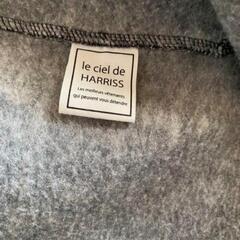 le ciel de
HARRISS
Les meilleurs vêtements
qui peuvent vous détendre